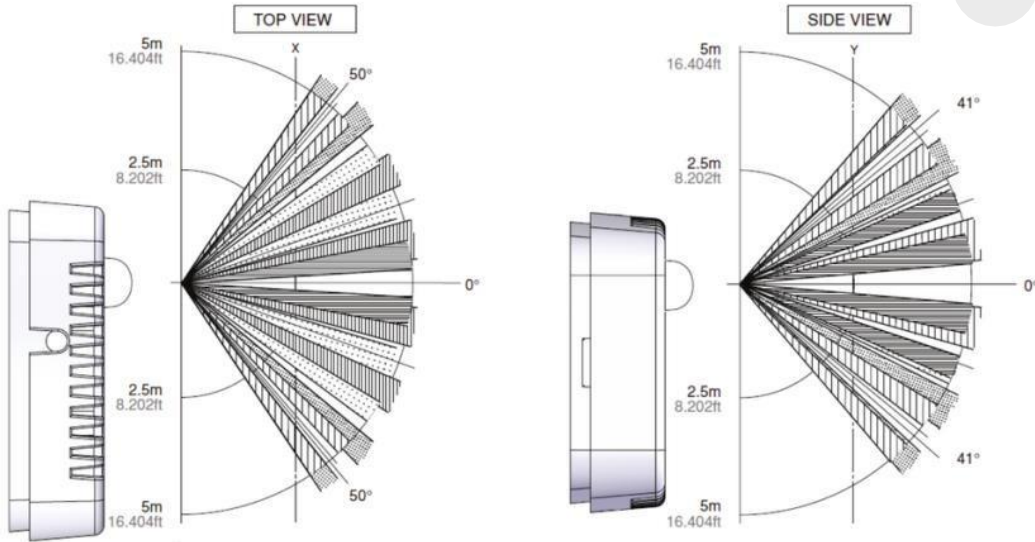 TOP VIEW
X
5m
16.404ft
50°
2.5m
8.202ft
0°
2.5m
8.202ft
50°
5m
16.404ft
SIDE VIEW
Y
5m
16.404ft
41°
2.5m
8.202ft
0°
2.5m
8.202ft
41°
5m
16.404ft